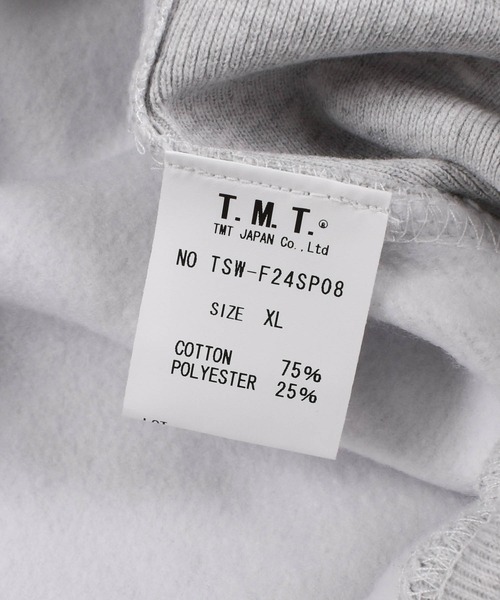 T.M.T.®
TMT JAPAN Co.,Ltd
NO TSW-F24SP08
SIZE XL
COTTON 75%
POLYESTER 25%